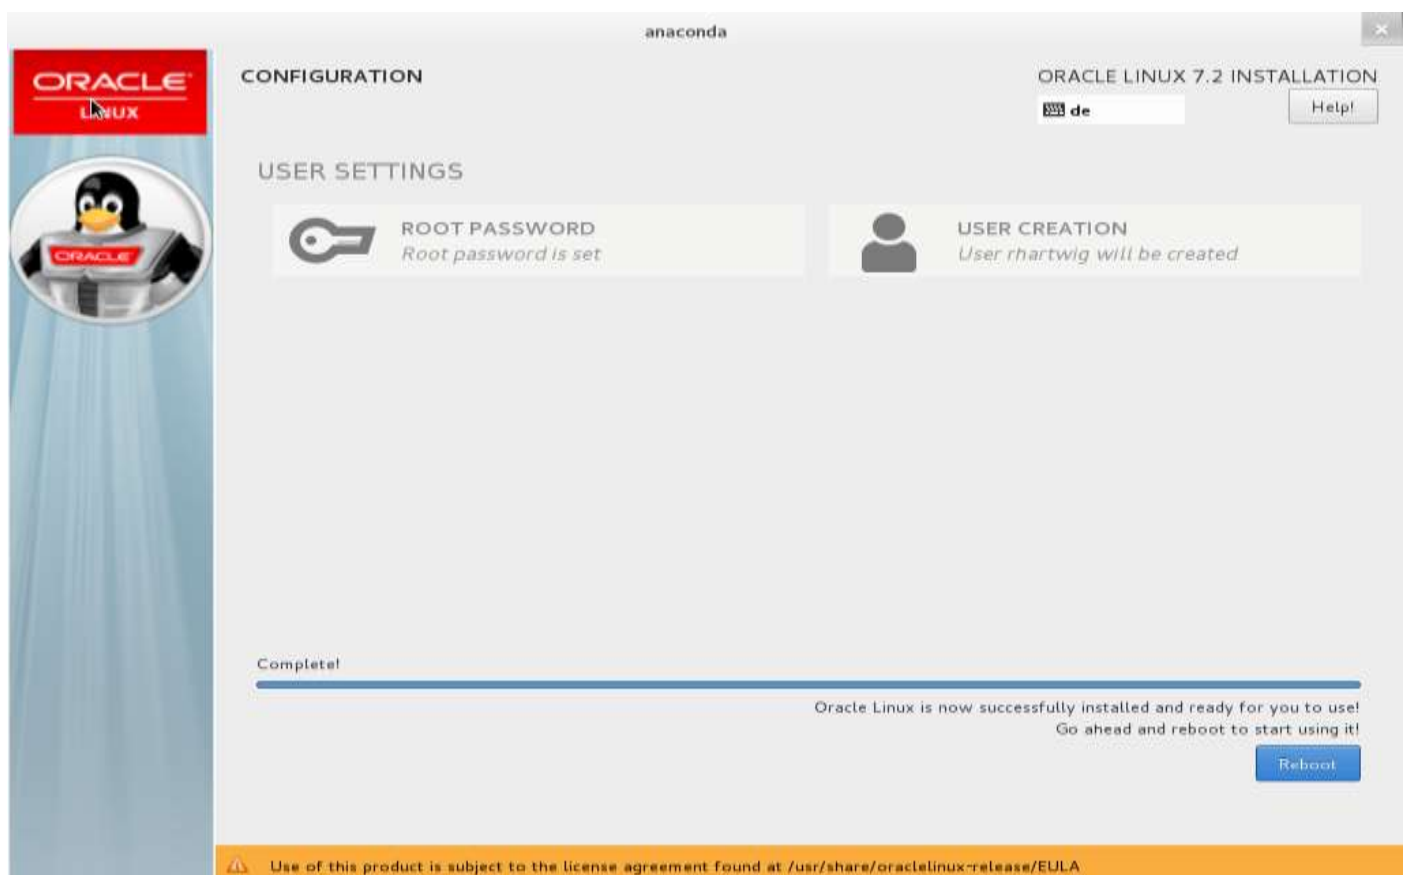 anaconda
ORACLE
LINUX
CONFIGURATION
ORACLE LINUX 7.2 INSTALLATION
de
Help!
USER SETTINGS
ROOT PASSWORD
Root password is set
USER CREATION
User rhartwig will be created
ORACLE
Complete!
Oracle Linux is now successfully installed and ready for you to use!
Go ahead and reboot to start using it!
Reboot
Use of this product is subject to the license agreement found at /usr/share/oraclelinux-release/EULA